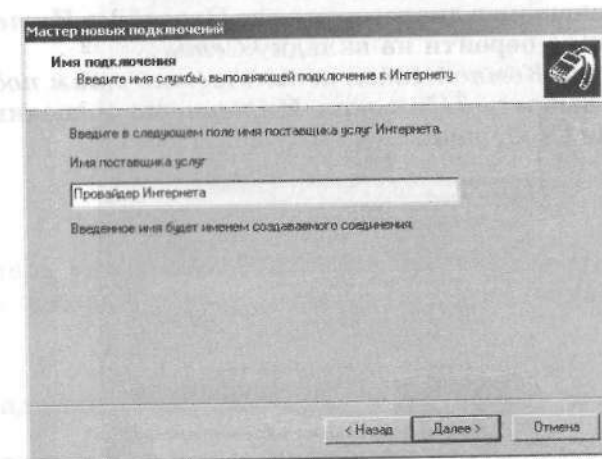 Мастер новых подключений
Имя подключения
Введите имя службы, выполняющей подключение к Интернету.
Введите в следующем поле имя поставщика услуг Интернета.
Имя поставщика услуг
Провайдер Интернета
Введенное имя будет именем создаваемого соединения.
< Назад
Далее >
Отмена